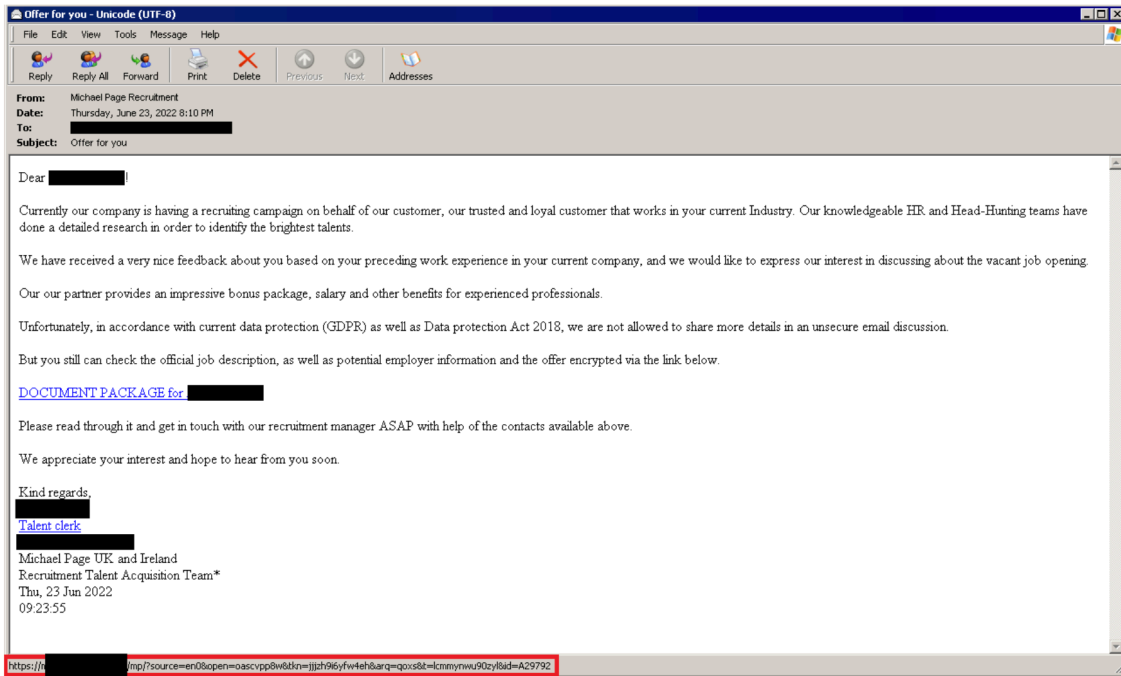 Offer for you - Unicode (UTF-8)
File Edit View Tools Message Help
Reply Reply All Forward Print Delete Previous Next Addresses
From: Michael Page Recruitment
Date: Thursday, June 23, 2022 8:10 PM
To:
Subject: Offer for you
Dear !
Currently our company is having a recruiting campaign on behalf of our customer, our trusted and loyal customer that works in your current Industry. Our knowledgeable HR and Head-Hunting teams have
done a detailed research in order to identify the brightest talents.
We have received a very nice feedback about you based on your preceding work experience in your current company, and we would like to express our interest in discussing about the vacant job opening.
Our our partner provides an impressive bonus package, salary and other benefits for experienced professionals.
Unfortunately, in accordance with current data protection (GDPR) as well as Data protection Act 2018, we are not allowed to share more details in an unsecure email discussion.
But you still can check the official job description, as well as potential employer information and the offer encrypted via the link below.
DOCUMENT PACKAGE for
Please read through it and get in touch with our recruitment manager ASAP with help of the contacts available above.
We appreciate your interest and hope to hear from you soon.
Kind regards,
Talent clerk
Michael Page UK and Ireland
Recruitment Talent Acquisition Team*
Thu, 23 Jun 2022
09:23:55
https://m /mp/?source=en0&open=oascvpp8w&tkn=jjjzh9i6yfw4eh&arq=qoxs&t=lcmmynwu90zyl&id=A29792